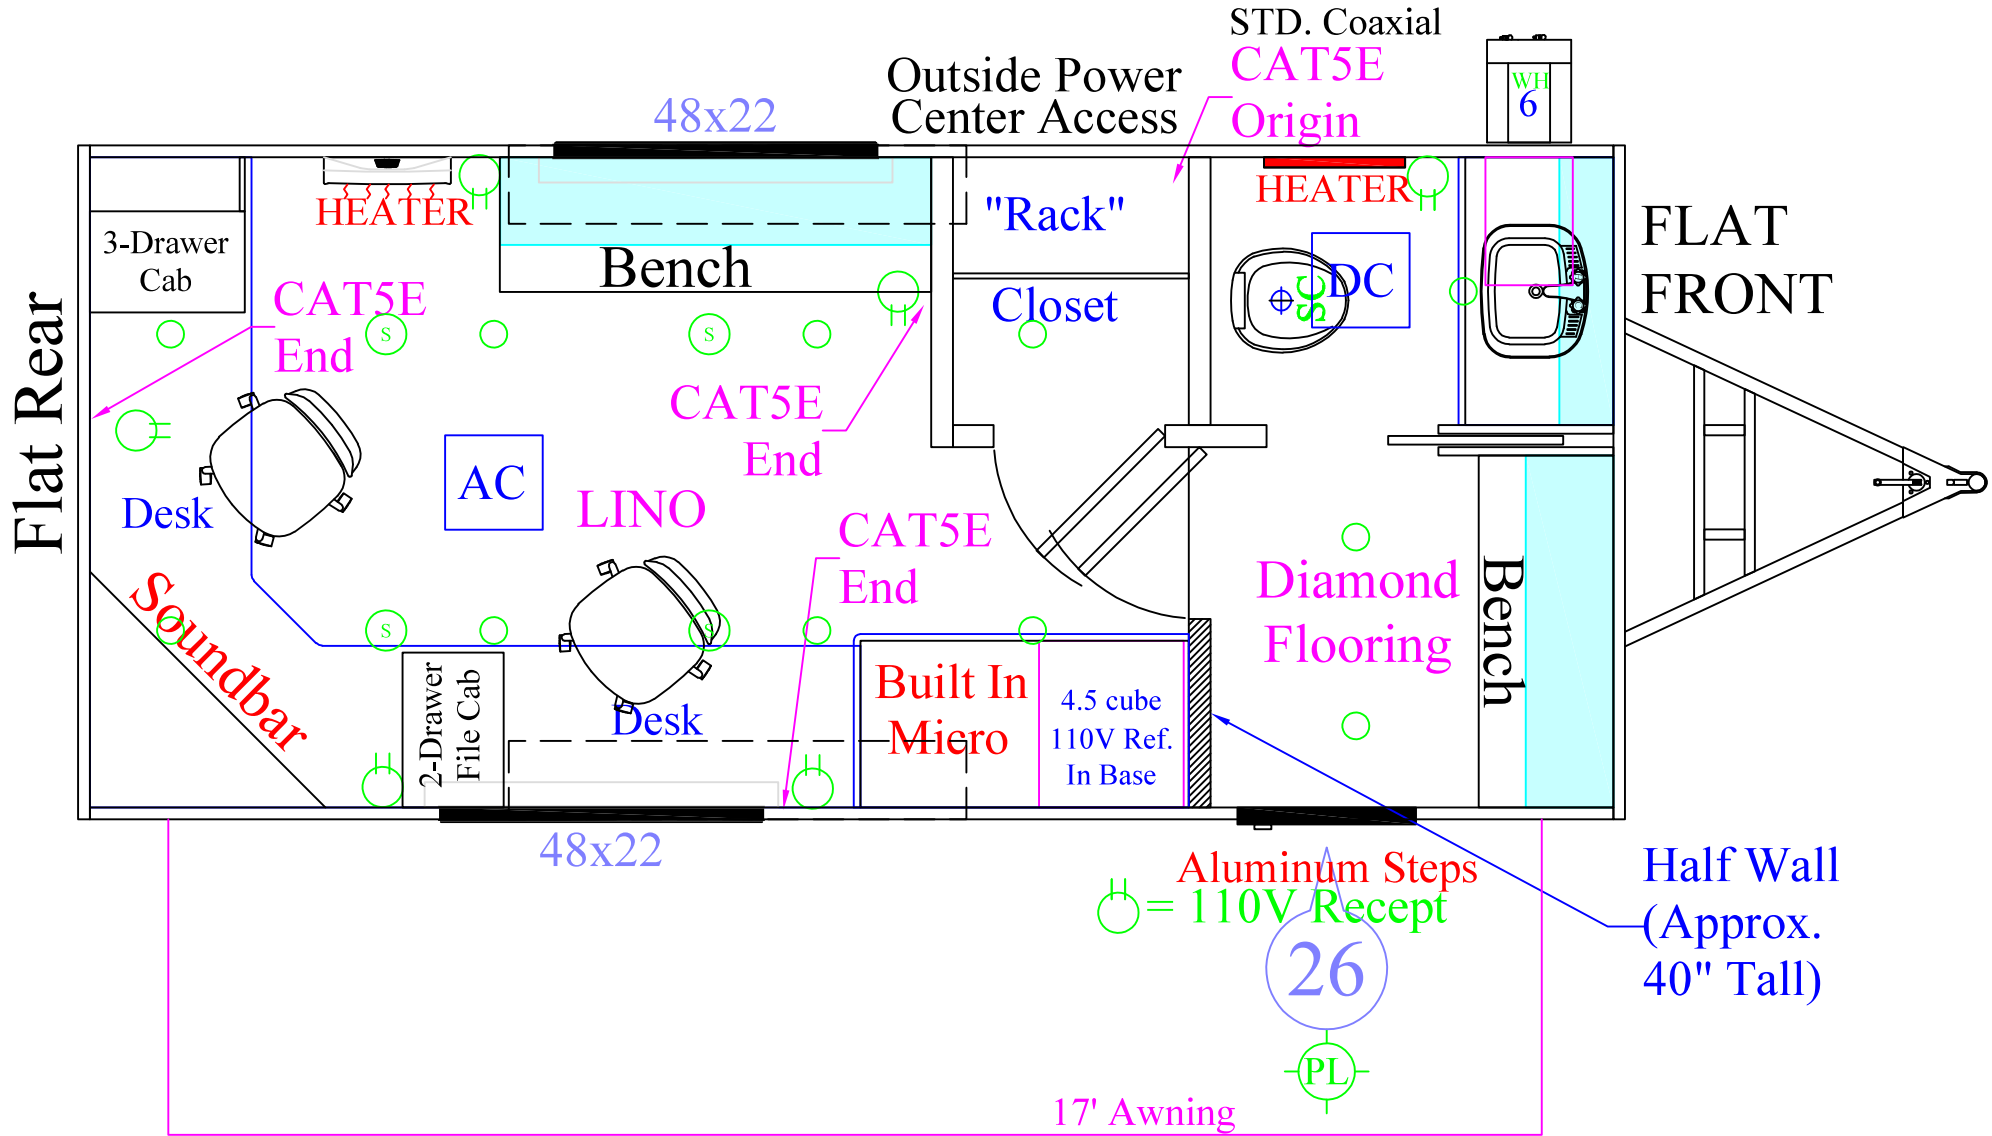 STD. Coaxial
CAT5E
Origin
Outside Power
Center Access
48x22
WH
6
HEATER
HEATER
"Rack"
Closet
3-Drawer
Cab
Bench
CAT5E
End
SC
DC
FLAT
FRONT
Flat Rear
S
S
CAT5E
End
AC
LINO
Desk
CAT5E
End
Diamond
Flooring
Bench
Soundbar
S
S
2-Drawer
File Cab
Desk
Built In
Micro
4.5 cube
110V Ref.
In Base
48x22
Aluminum Steps
= 110V Recept
Half Wall
(Approx.
40" Tall)
26
PL
17' Awning